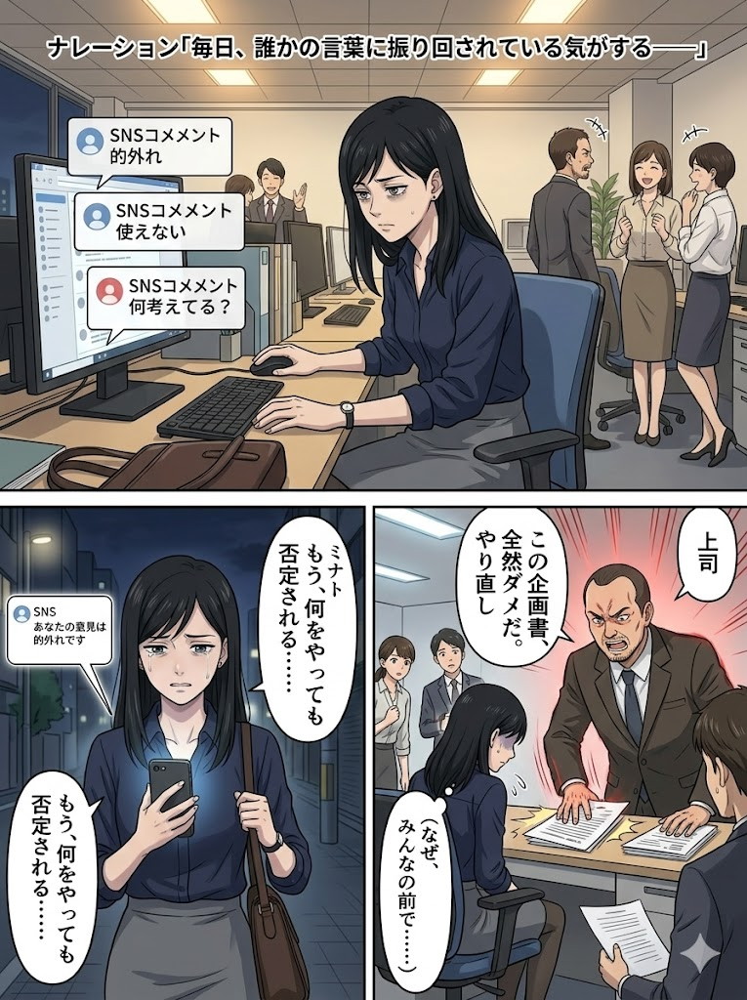 ナレーション「毎日、誰かの言葉に振り回されている気がする――」
SNSコメント
的外れ
SNSコメント
使えない
SNSコメント
何考えてる？
上司
この企画書、
全然ダメだ。
やり直し
（なぜ、
みんなの前で……）
ミナト
もう、何をやっても
否定される……
SNS
あなたの意見は
的外れです
もう、何をやっても
否定される……